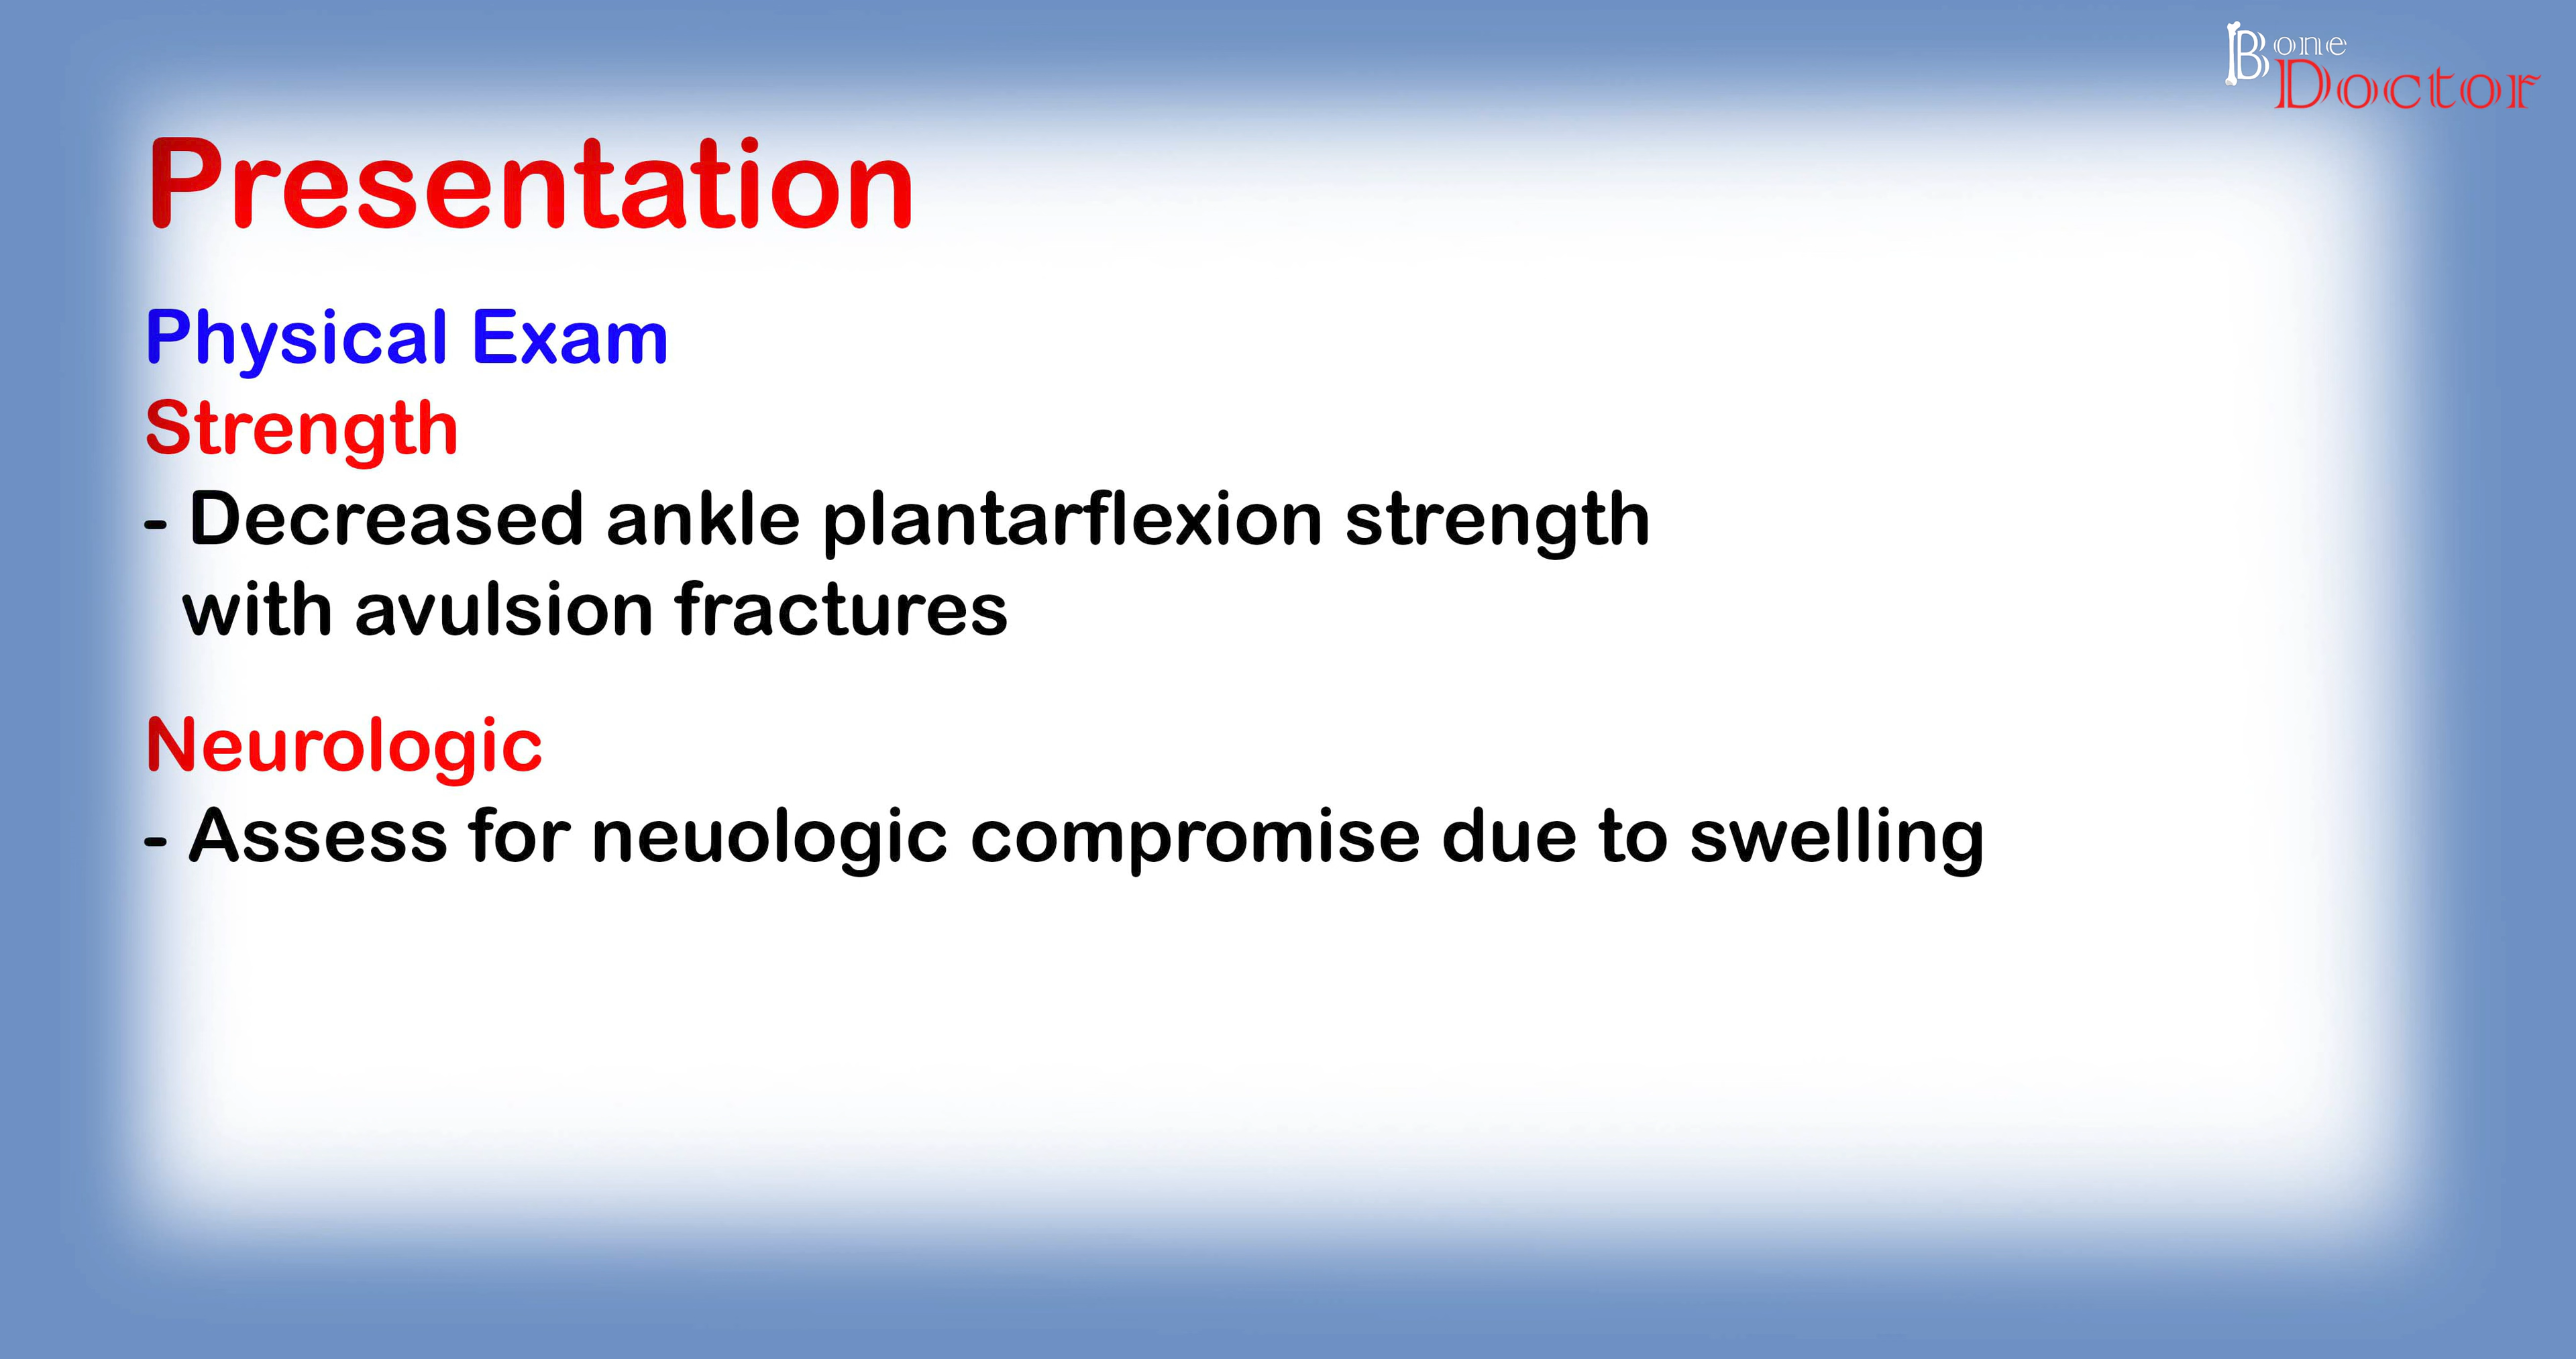 Bone
Doctor
Presentation
Physical Exam
Strength
- Decreased ankle plantarflexion strength
with avulsion fractures
Neurologic
- Assess for neuologic compromise due to swelling